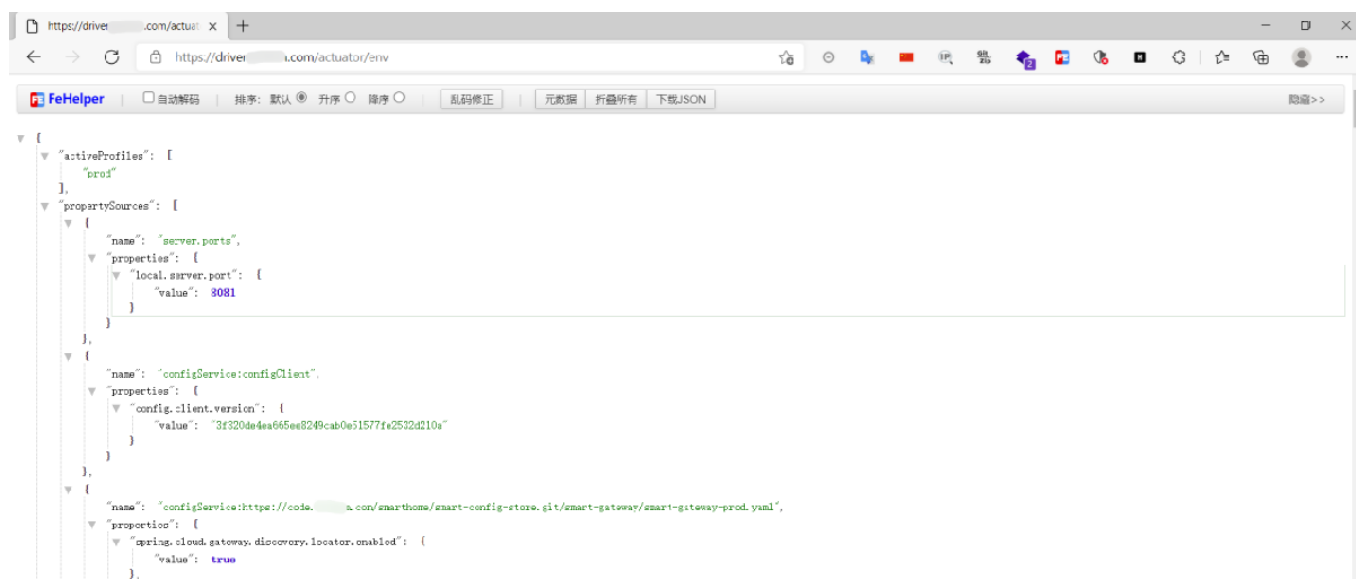 https://driver .com/actuat x +
https://driver .com/actuator/env
FeHelper 自动解码 排序: 默认 升序 降序 乱码修正 元数据 折叠所有 下载JSON 隐藏>>
{
"activeProfiles": [
"prod"
],
"propertySources": [
{
"name": "server.ports",
"properties": {
"local.server.port": {
"value": 8081
}
}
},
{
"name": "configService:configClient",
"properties": {
"config.client.version": {
"value": "3f320de4ea665ee8249cab0e51577fe2532d210a"
}
}
},
{
"name": "configService:https://code. .com/smarthome/smart-config-store.git/smart-gateway/smart-gateway-prod.yaml",
"properties": {
"spring.cloud.gateway.discovery.locator.enabled": {
"value": true
},